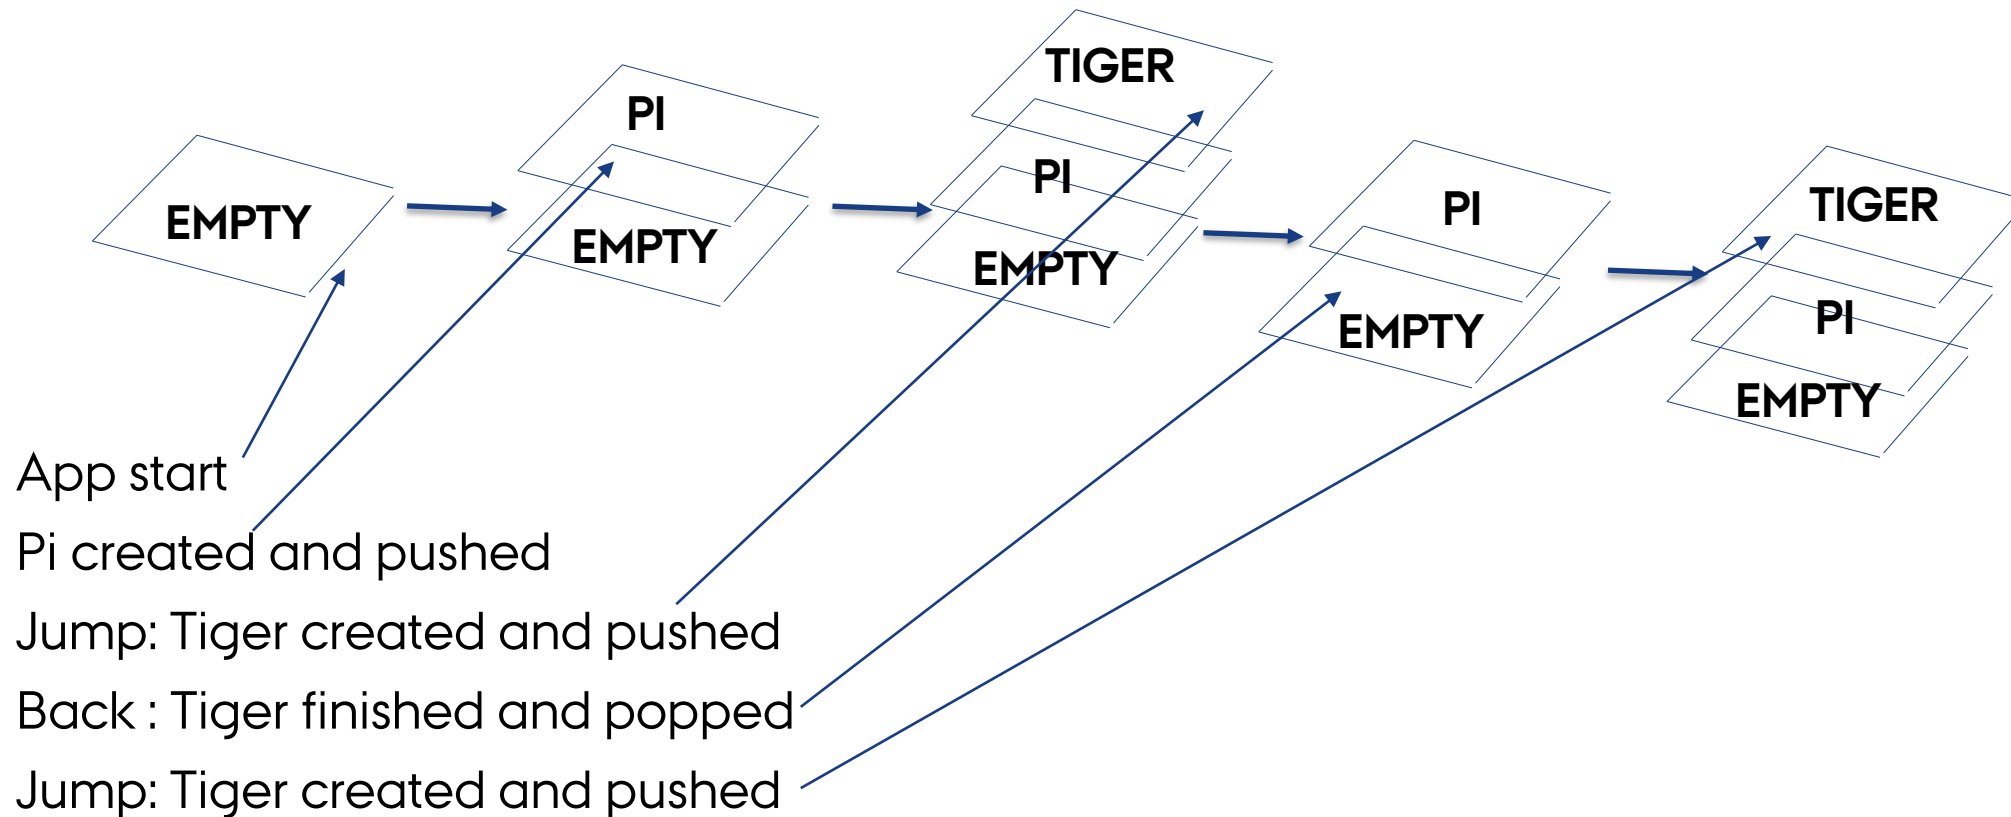 EMPTY
PI
EMPTY
TIGER
PI
EMPTY
PI
EMPTY
TIGER
PI
EMPTY
App start
Pi created and pushed
Jump: Tiger created and pushed
Back : Tiger finished and popped
Jump: Tiger created and pushed